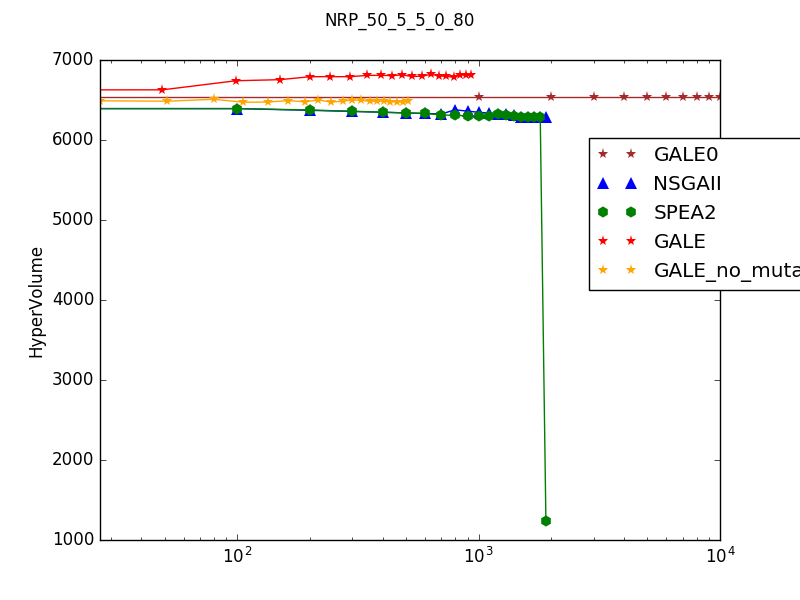 NRP_50_5_5_0_80
7000
6000
5000
4000
3000
2000
1000
HyperVolume
10^2
10^3
10^4
GALE0
NSGAII
SPEA2
GALE
GALE_no_muta